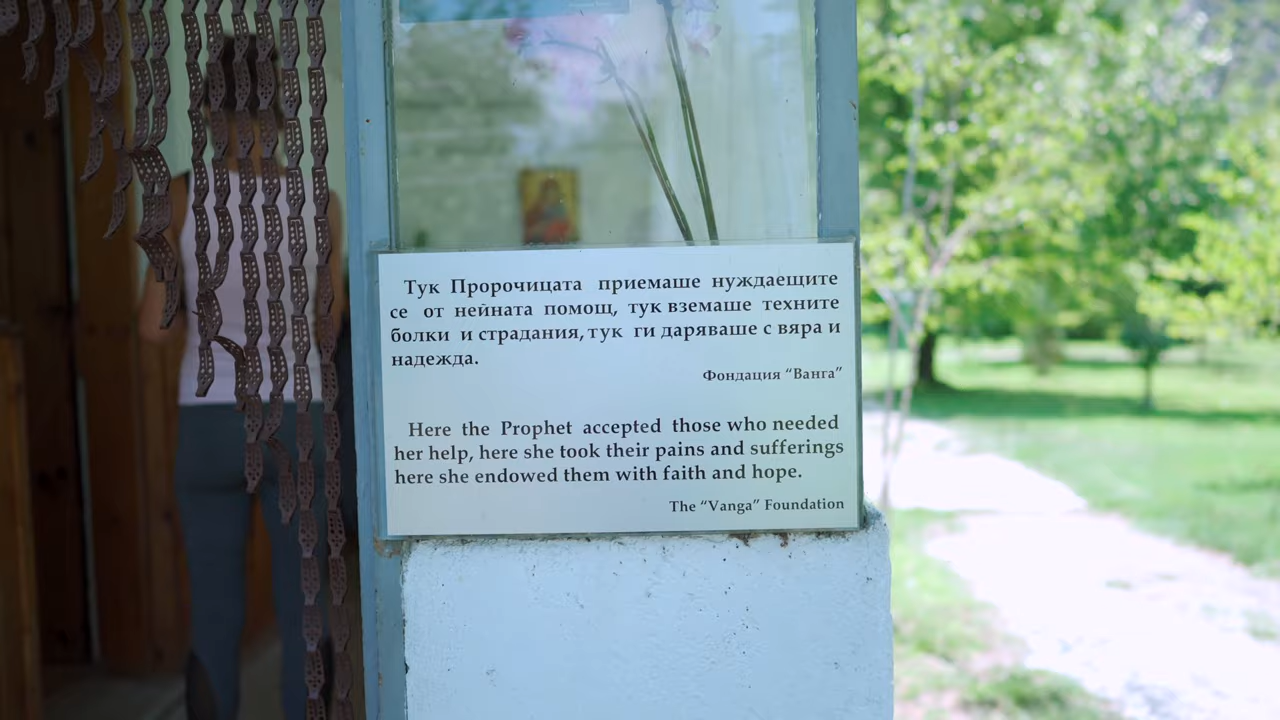 Тук Пророчицата приемаше нуждаещите
се от нейната помощ, тук вземаше техните
болки и страдания, тук ги даряваше с вяра и
надежда.
Фондация "Ванга"
Here the Prophet accepted those who needed
her help, here she took their pains and sufferings
here she endowed them with faith and hope.
The "Vanga" Foundation